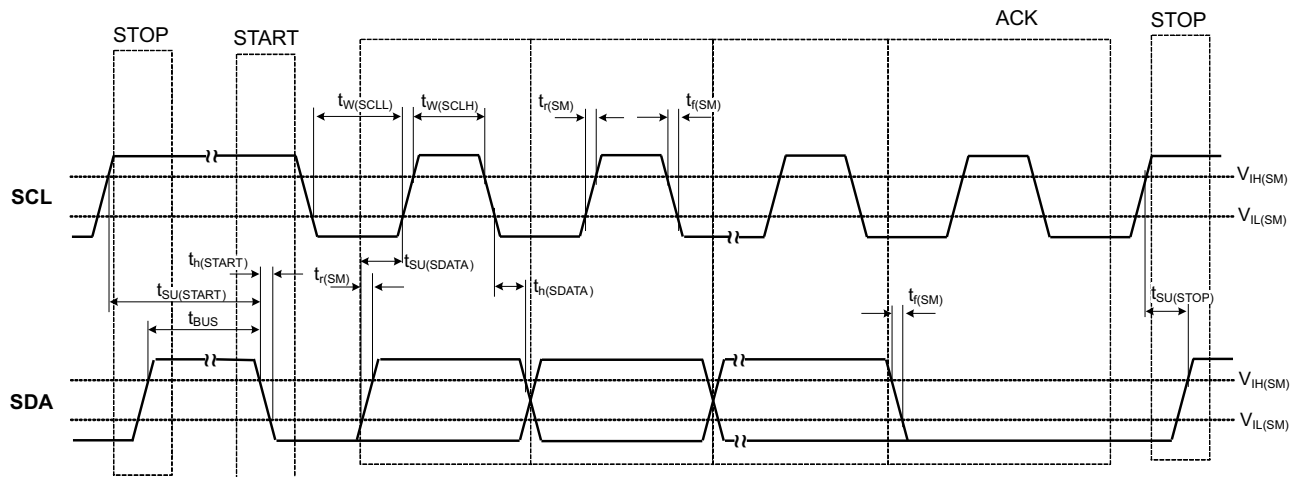 ACK
STOP START STOP
tW(SCLL) tW(SCLH) tr(SM) tf(SM)
VIH(SM)
SCL
VIL(SM)
th(START) tr(SM) tSU(SDATA)
th(SDATA)
tSU(START) tf(SM) tSU(STOP)
tBUS
VIH(SM)
SDA
VIL(SM)